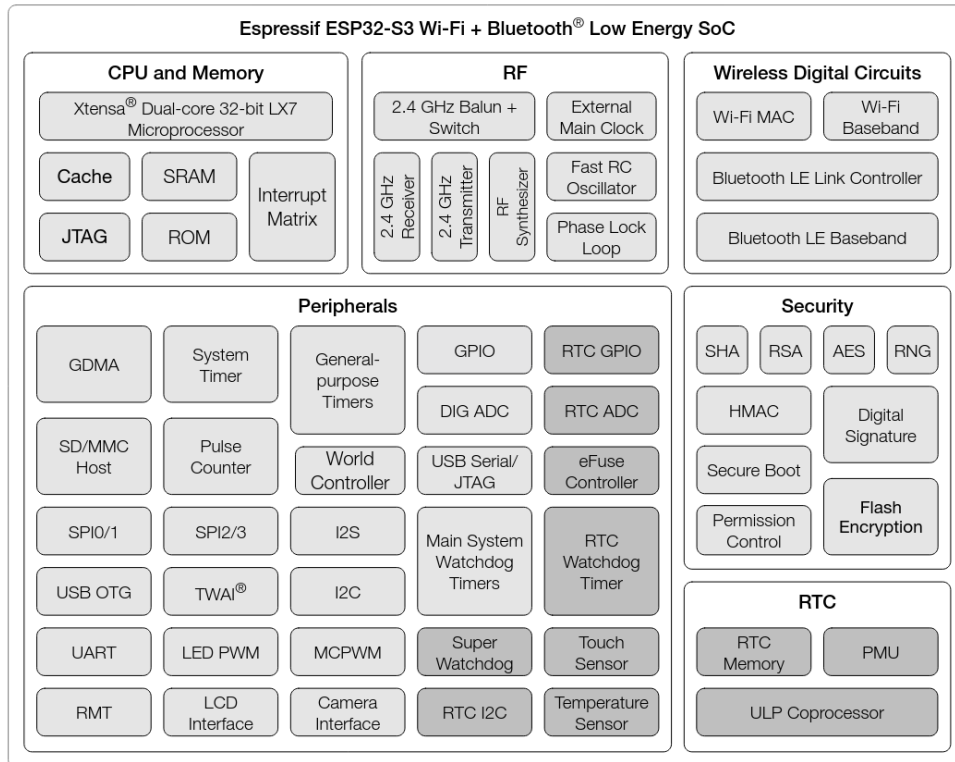 Espressif ESP32-S3 Wi-Fi + Bluetooth® Low Energy SoC
CPU and Memory
Xtensa® Dual-core 32-bit LX7
Microprocessor
Cache
SRAM
Interrupt
Matrix
JTAG
ROM
RF
2.4 GHz Balun +
Switch
External
Main Clock
2.4 GHz
Receiver
2.4 GHz
Transmitter
RF
Synthesizer
Fast RC
Oscillator
Phase Lock
Loop
Wireless Digital Circuits
Wi-Fi MAC
Wi-Fi
Baseband
Bluetooth LE Link Controller
Bluetooth LE Baseband
Peripherals
GDMA
System
Timer
General-
purpose
Timers
GPIO
RTC GPIO
DIG ADC
RTC ADC
SD/MMC
Host
Pulse
Counter
World
Controller
USB Serial/
JTAG
eFuse
Controller
SPI0/1
SPI2/3
I2S
Main System
Watchdog
Timers
RTC
Watchdog
Timer
USB OTG
TWAI®
I2C
UART
LED PWM
MCPWM
Super
Watchdog
Touch
Sensor
RMT
LCD
Interface
Camera
Interface
RTC I2C
Temperature
Sensor
Security
SHA
RSA
AES
RNG
HMAC
Digital
Signature
Secure Boot
Flash
Encryption
Permission
Control
RTC
RTC
Memory
PMU
ULP Coprocessor